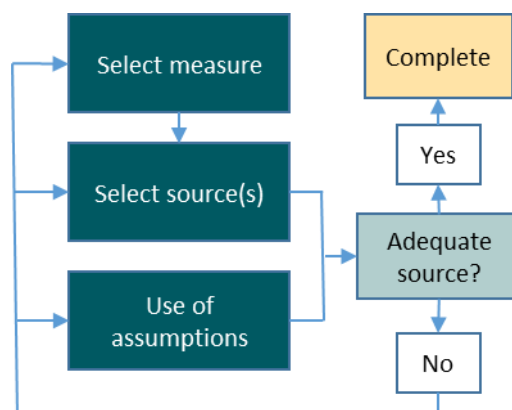 Select measure
Complete
Select source(s)
Yes
Adequate
source?
Use of
assumptions
No